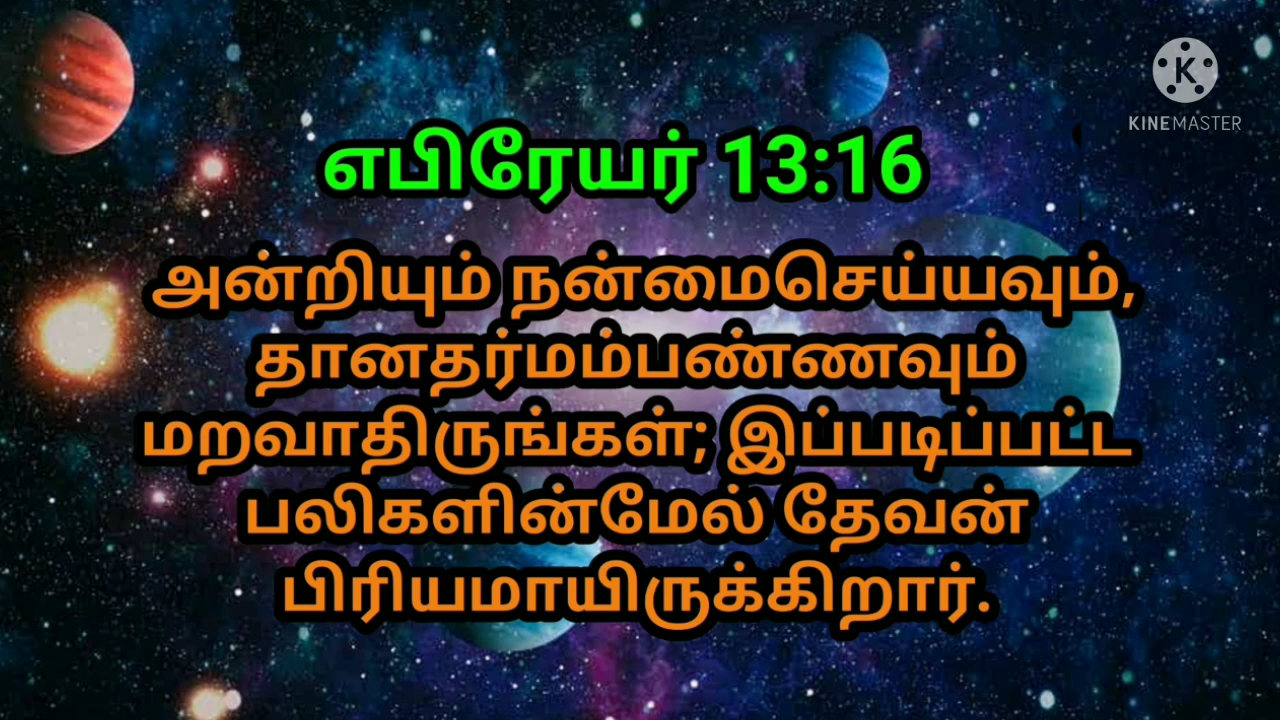 K
KINEMASTER
எபிரேயர் 13:16
அன்றியும் நன்மைசெய்யவும்,
தானதர்மம்பண்ணவும்
மறவாதிருங்கள்; இப்படிப்பட்ட
பலிகளின்மேல் தேவன்
பிரியமாயிருக்கிறார்.